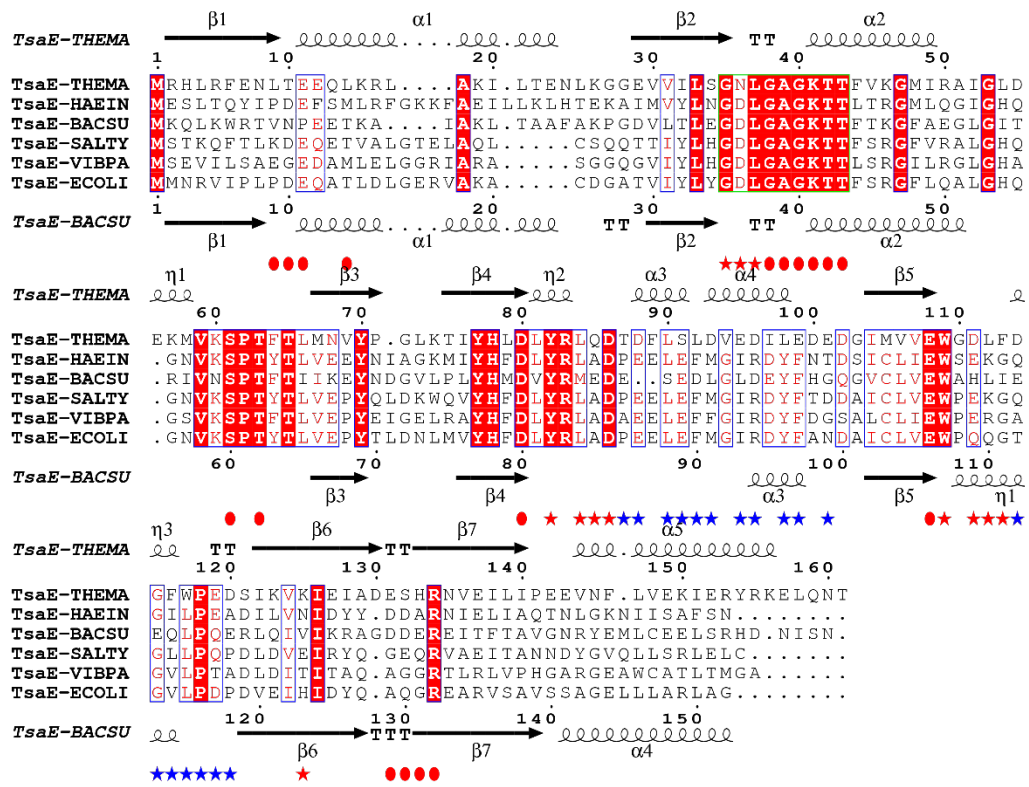 β1 α1 β2 α2
TsaE-THEMA .... TT
1 10 20 30 40 50
TsaE-THEMA MRHLRFENLTEEQLKRL....AKI.LTENLKGGEVVILSGNLGAGKTTFVKGMIRAIGLD
TsaE-HAEIN MESLTQYIPDEFSMLRFGKKFAEILLKLHTEKAIMVYLNGDLGAGKTTLTRGMLQGIGHQ
TsaE-BACSU MKQLKWRTVNPEETKA....IAKL.TAAFAKPGDVLTLEGDLGAGKTTFTKGFAEGLGIT
TsaE-SALTY MSTKQFTLKDEQETVALGTELAQL.....CSQQTTIYLHGDLGAGKTTFSRGFVRALGHQ
TsaE-VIBPA MSEVILSAEGEDAMLELGGRIARA.....SGGQGVIYLHGDLGAGKTTLSRGILRGLGHA
TsaE-ECOLI MMNRVIPLPDEQATLDLGERVAKA.....CDGATVIYLYGDLGAGKTTFSRGFLQALGHQ
1 10 20 30 40 50
TsaE-BACSU .... TT TT
β1 α1 β2 α2
η1 β3 β4 η2 α3 α4 β5
TsaE-THEMA
60 70 80 90 100 110
TsaE-THEMA EKMVKSPTFTLMNVYP.GLKTIYHLDLYRLQDTDFLSLDVEDILEDEDGIMVVEWGDLFD
TsaE-HAEIN .GNVKSPTYTLVEEYNIAGKMIYHFDLYRLADPEELEFMGIRDYFNTDSICLIEWSEKGQ
TsaE-BACSU .RIVNSPTFTIIKEYNDGVLPLYHMDVYRMEDE..SEDLGLDEYFHGQGVCLVEWAHLIE
TsaE-SALTY .GNVKSPTYTLVEPYQLDKWQVYHFDLYRLADPEELEFMGIRDYFANDAICLVEWPEKGQ
TsaE-VIBPA .GSVKSPTYTLVEPYEIGELRAYHFDLYRLADPEELEFFGIRDYFDGSALCLIEWPERGA
TsaE-ECOLI .GNVKSPTYTLVEPYTLDNLMVYHFDLYRLADPEELEFMGIRDYFANDAICLVEWPQQGT
60 70 80 90 100 110
TsaE-BACSU
β3 β4 α3 β5 η1
η3 β6 β7 α5
TsaE-THEMA TT TT .
120 130 140 150 160
TsaE-THEMA GFWPEDSIKVKIEIADESHRNVEILIPEEVNF.LVEKIERYRKELQNT
TsaE-HAEIN GILPEADILVNIDYY.DDARNIELIAQTNLGKNIISAFSN........
TsaE-BACSU EQLPQERLQIVIKRAGDDEREITFTAVGNRYEMLCEELSRHD.NISN.
TsaE-SALTY GLLPQPDLDVEIRYQ.GEQRVAEITANNDYGVQLLSRLELC.......
TsaE-VIBPA GVLPTADLDITITAQ.AGGRTLRLVPHGARGEAWCATLTMGA......
TsaE-ECOLI GVLPDPDVEIHIDYQ.AQGREARVSAVSSAGELLLARLAG........
120 130 140 150
TsaE-BACSU TTT
β6 β7 α4